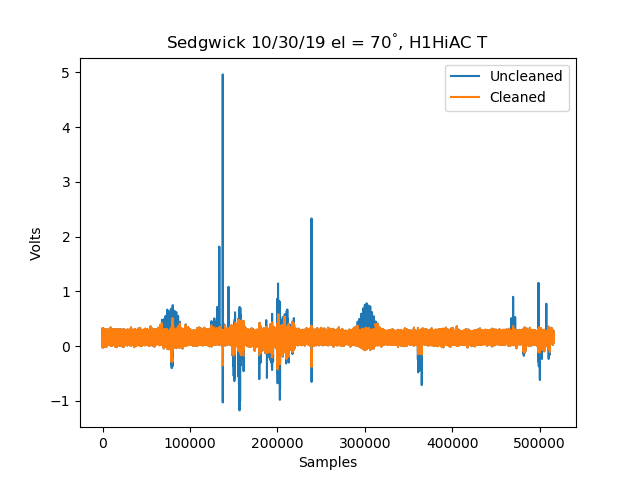 Sedgwick 10/30/19 el = 70°, H1HiAC T
Uncleaned
Cleaned
5
4
3
2
1
0
−1
Volts
0 100000 200000 300000 400000 500000
Samples